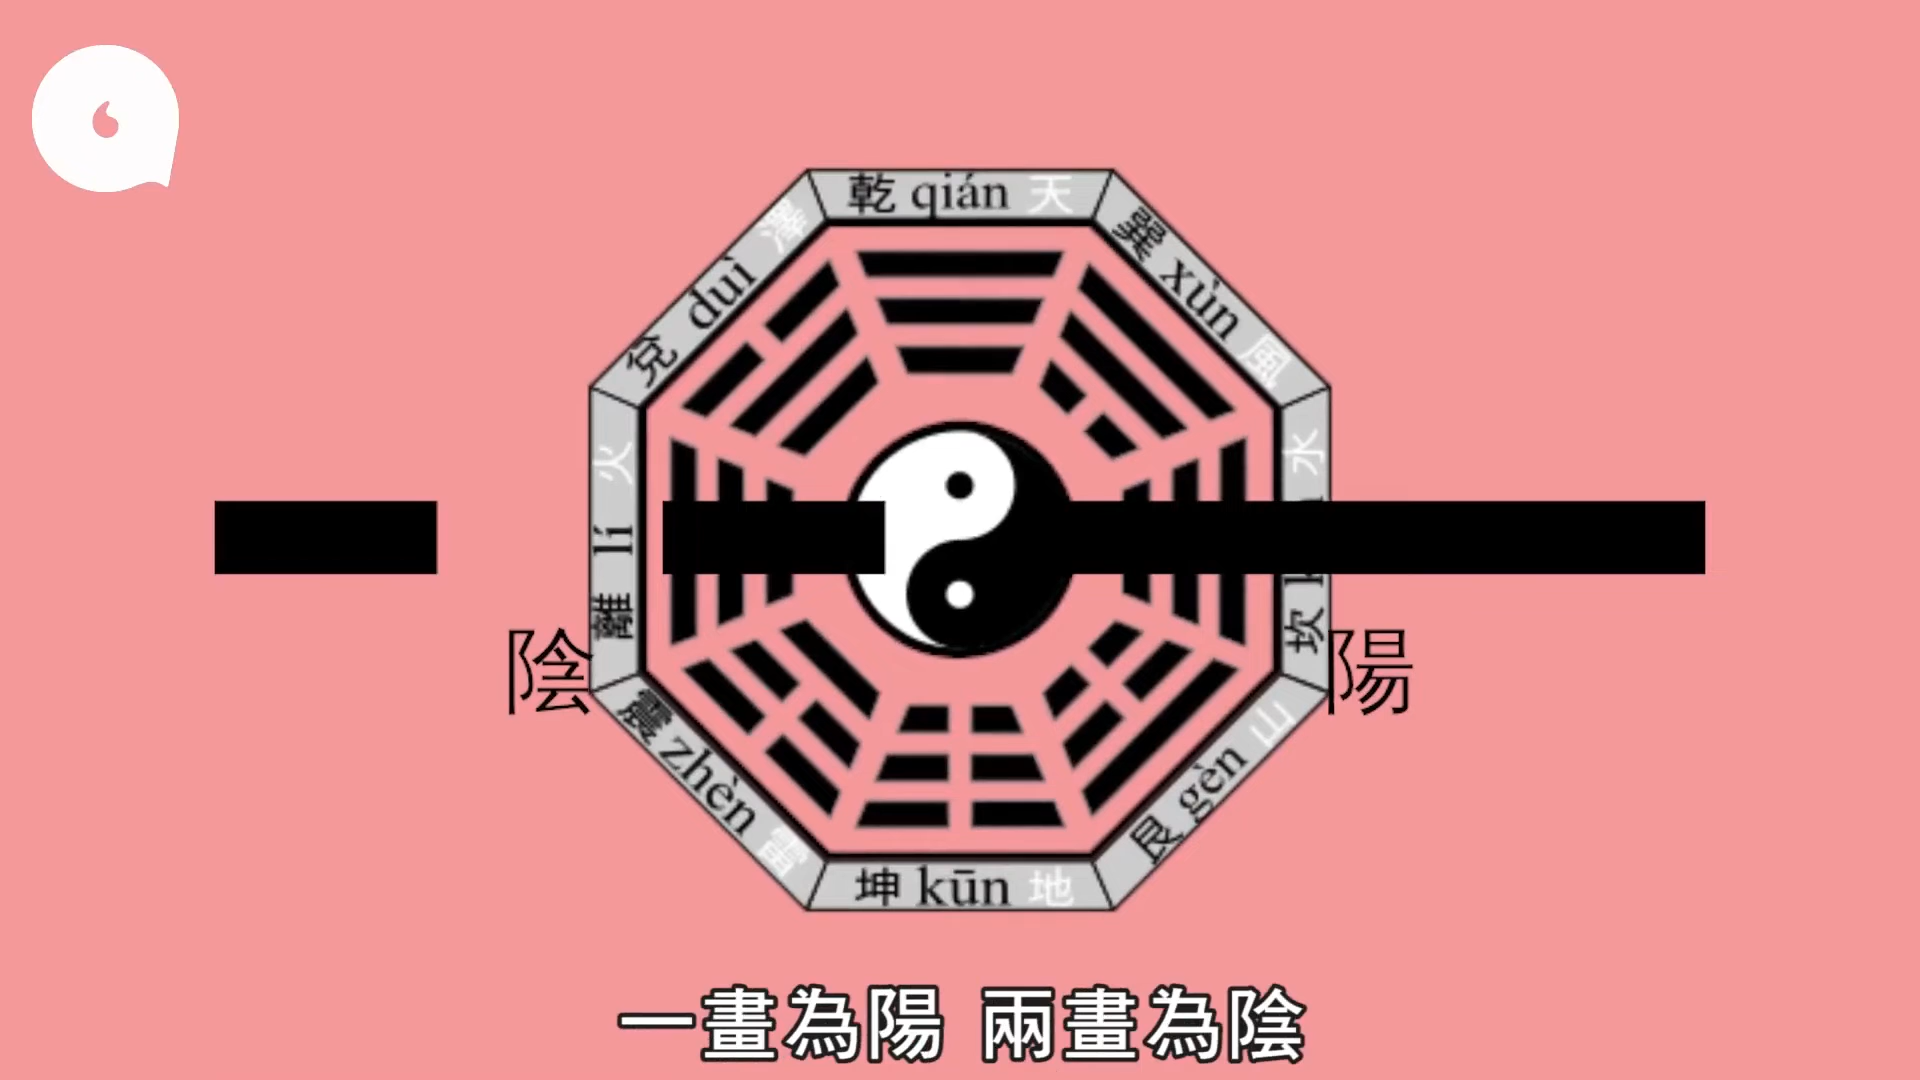 乾 qián 天
兌 duì 澤
巽 xùn 風
離 lí 火
坎 水
陰
陽
震 zhèn 雷
艮 gèn 山
坤 kūn 地
一畫為陽 兩畫為陰